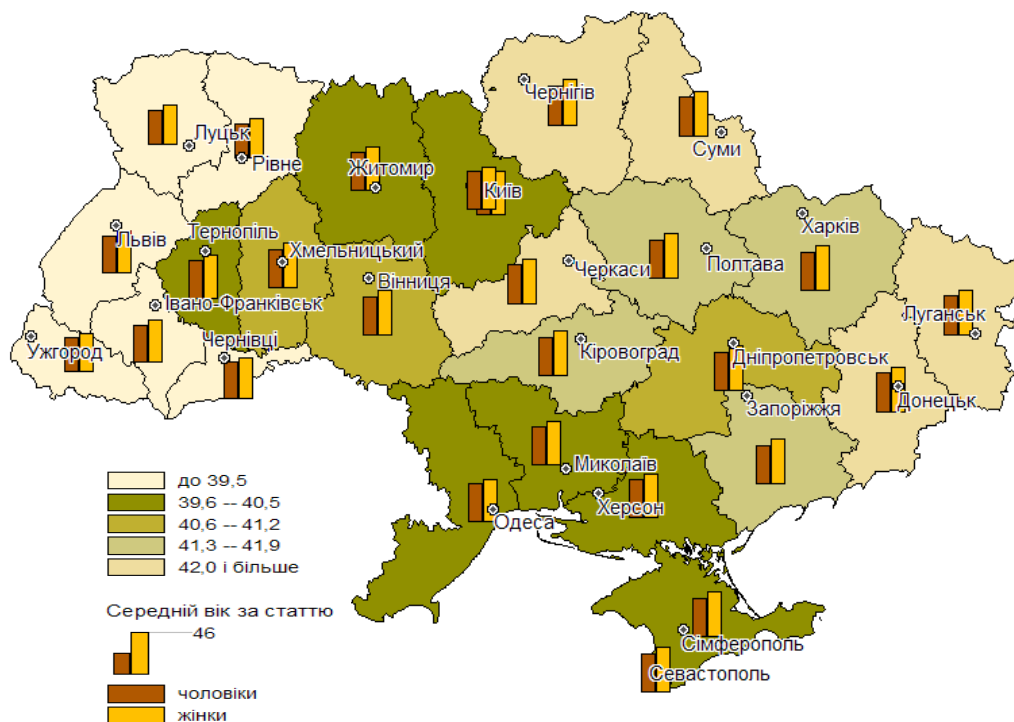 Чернігів
Суми
Луцьк
Рівне
Житомир
Київ
Львів
Тернопіль
Хмельницький
Харків
Полтава
Черкаси
Вінниця
Івано-Франківськ
Луганськ
Ужгород
Чернівці
Кіровоград
Дніпропетровськ
Донецьк
Запоріжжя
Миколаїв
Херсон
Одеса
Сімферополь
Севастополь
до 39,5
39,6 -- 40,5
40,6 -- 41,2
41,3 -- 41,9
42,0 і більше
Середній вік за статтю
46
чоловіки
жінки